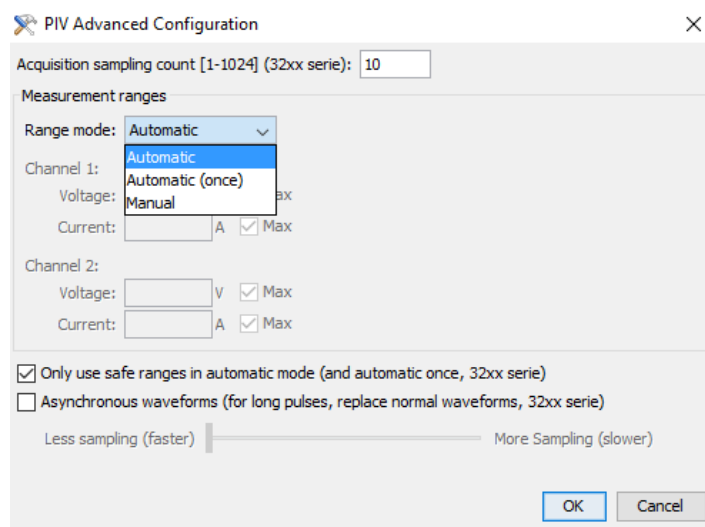 PIV Advanced Configuration
Acquisition sampling count [1-1024] (32xx serie): 10
Measurement ranges
Range mode: Automatic
Automatic
Automatic (once)
Manual
Channel 1:
Voltage:
Current: A Max
Channel 2:
Voltage: V Max
Current: A Max
Only use safe ranges in automatic mode (and automatic once, 32xx serie)
Asynchronous waveforms (for long pulses, replace normal waveforms, 32xx serie)
Less sampling (faster) More Sampling (slower)
OK Cancel